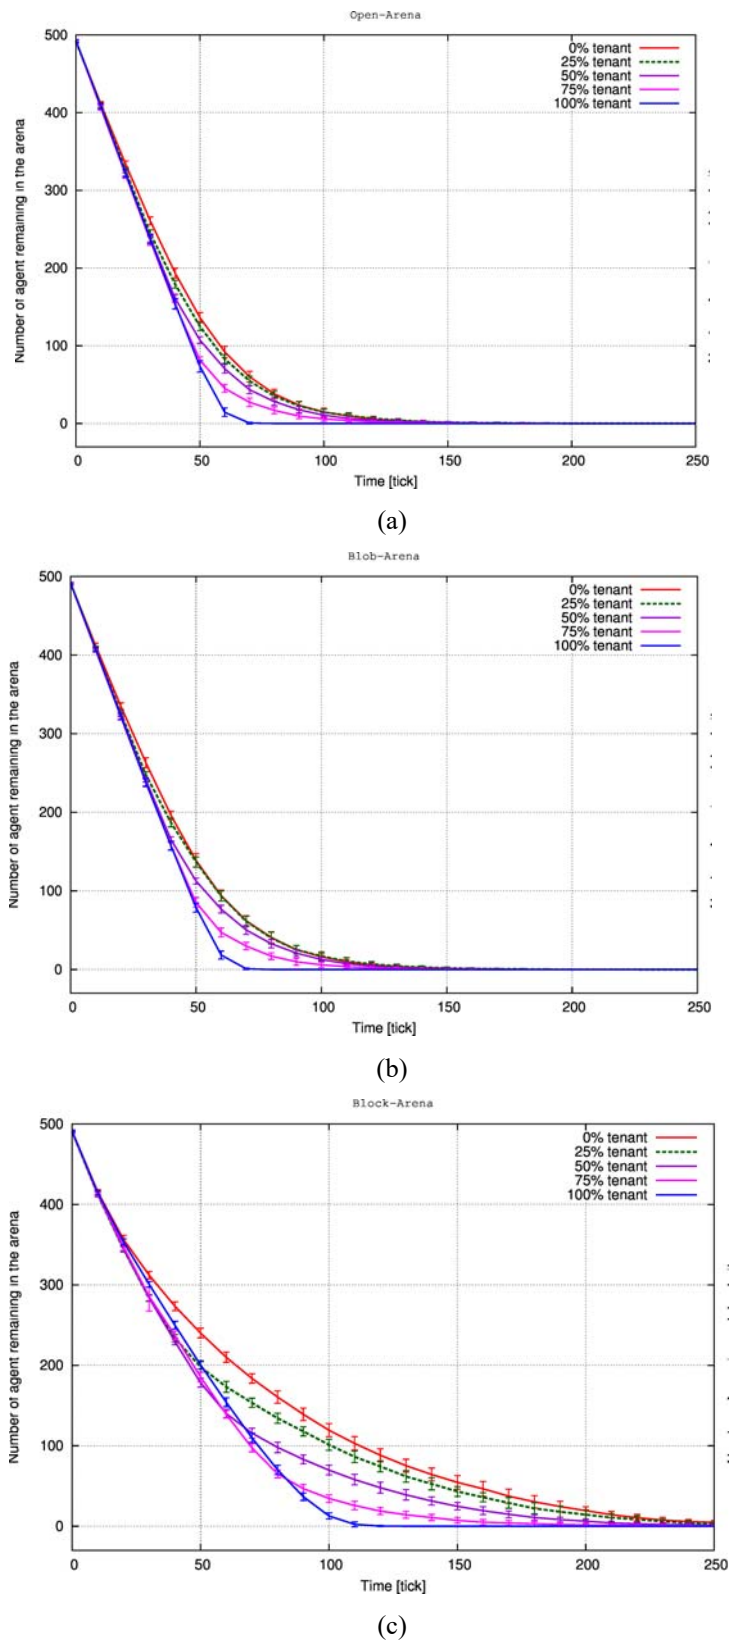 Open-Arena
Number of agent remaining in the arena
500
400
300
200
100
0
0% tenant
25% tenant
50% tenant
75% tenant
100% tenant
0 50 100 150 200 250
Time [tick]
(a)
Blob-Arena
Number of agent remaining in the arena
500
400
300
200
100
0
0% tenant
25% tenant
50% tenant
75% tenant
100% tenant
0 50 100 150 200 250
Time [tick]
(b)
Block-Arena
Number of agent remaining in the arena
500
400
300
200
100
0
0% tenant
25% tenant
50% tenant
75% tenant
100% tenant
0 50 100 150 200 250
Time [tick]
(c)